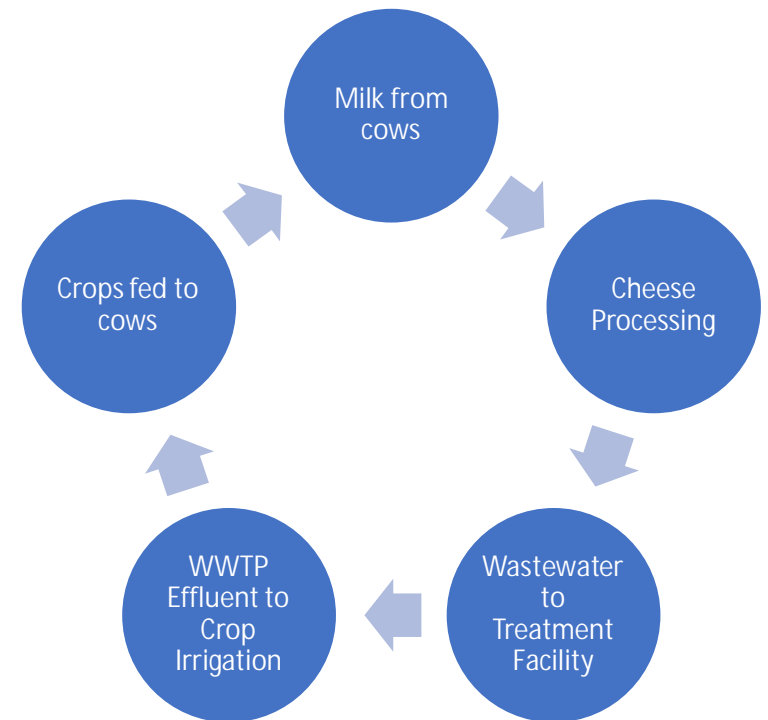 Milk from
cows
Cheese
Processing
Wastewater
to
Treatment
Facility
WWTP
Effluent to
Crop
Irrigation
Crops fed to
cows